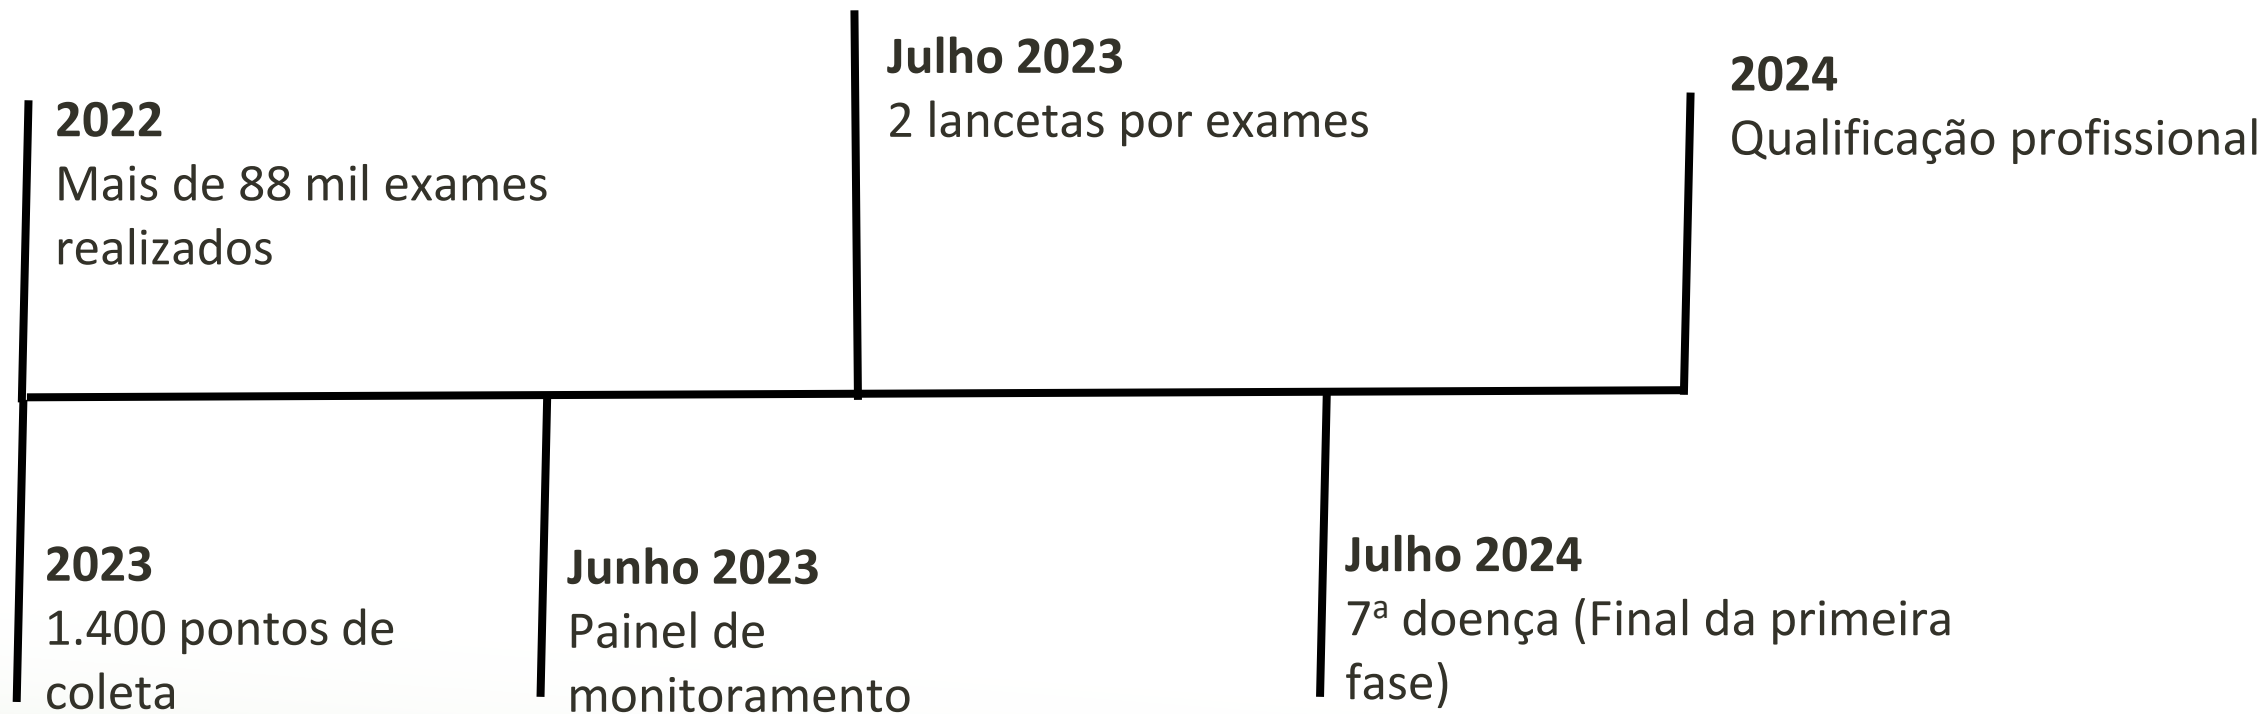 2022
Mais de 88 mil exames
realizados
Julho 2023
2 lancetas por exames
2024
Qualificação profissional
2023
1.400 pontos de
coleta
Junho 2023
Painel de
monitoramento
Julho 2024
7ª doença (Final da primeira
fase)